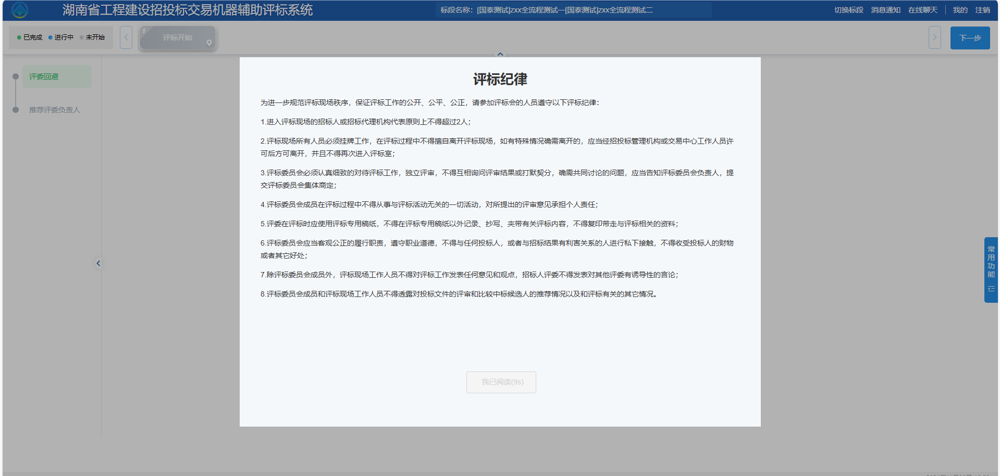 湖南省工程建设招投标交易机器辅助评标系统
标段名称：[国泰测试]zxx全流程测试一-[国泰测试]zxx全流程测试二
切换标段 消息通知 在线聊天 我的 注销
已完成 进行中 未开始
1 评标开始
下一步
评委回避
推荐评委负责人
评标纪律
为进一步规范评标现场秩序，保证评标工作的公开、公平、公正，请参加评标会的人员遵守以下评标纪律：
1.进入评标现场的招标人或招标代理机构代表原则上不得超过2人；
2.评标现场所有人员必须挂牌工作，在评标过程中不得擅自离开评标现场，如有特殊情况确需离开的，应当经招投标管理机构或交易中心工作人员许
可后方可离开，并且不得再次进入评标室；
3.评标委员会必须认真细致的对待评标工作，独立评审，不得互相询问评审结果或打默契分，确需共同讨论的问题，应当告知评标委员会负责人，提
交评标委员会集体商定；
4.评标委员会成员在评标过程中不得从事与评标活动无关的一切活动，对所提出的评审意见承担个人责任；
5.评委在评标时应使用评标专用稿纸，不得在评标专用稿纸以外记录、抄写、夹带有关评标内容，不得复印带走与评标相关的资料；
6.评标委员会应当客观公正的履行职责，遵守职业道德，不得与任何投标人，或者与招标结果有利害关系的人进行私下接触，不得收受投标人的财物
或者其它好处；
7.除评标委员会成员外，评标现场工作人员不得对评标工作发表任何意见和观点，招标人评委不得发表对其他评委有诱导性的言论；
8.评标委员会成员和评标现场工作人员不得透露对投标文件的评审和比较中标候选人的推荐情况以及和评标有关的其它情况。
我已阅读(9s)
常用功能